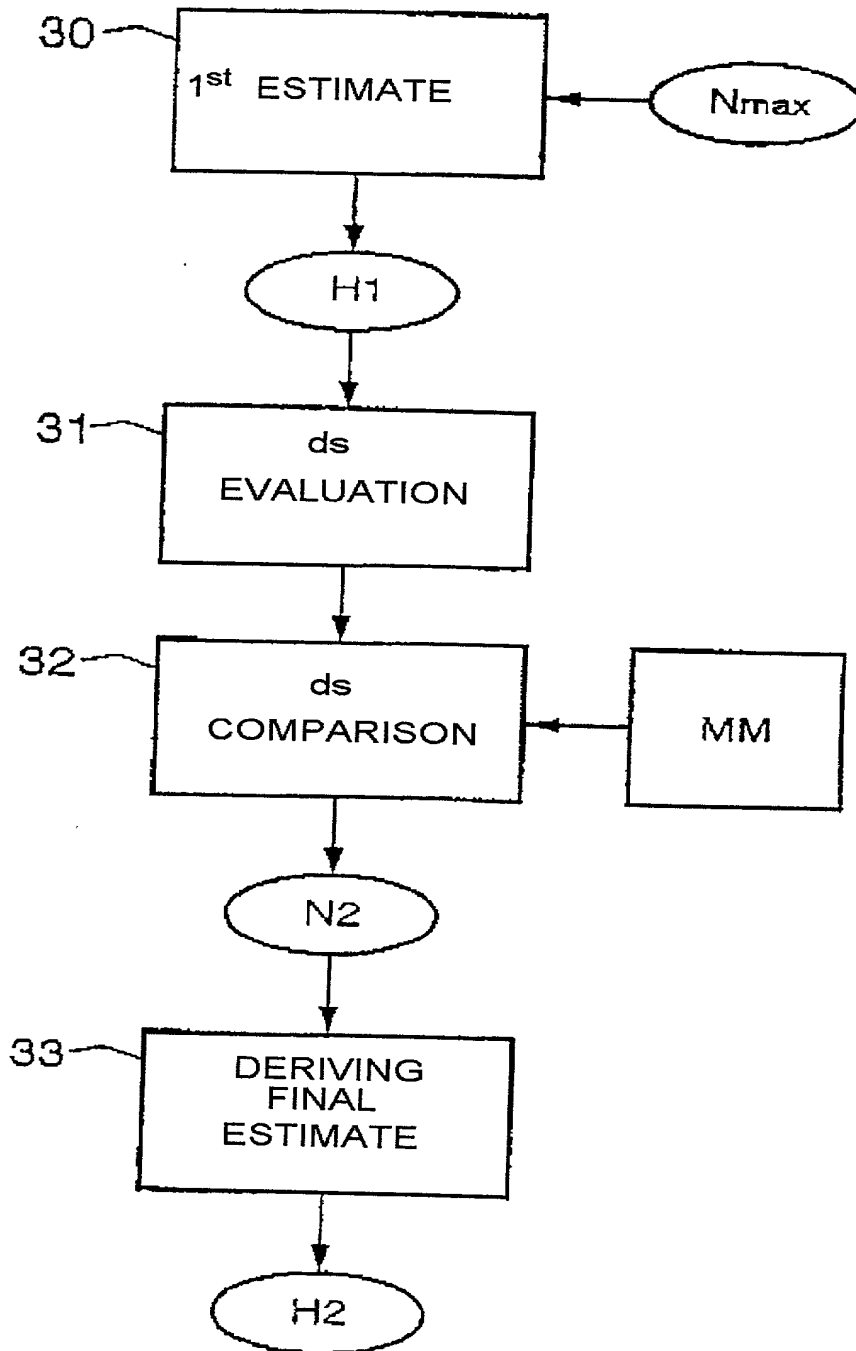 30
1st ESTIMATE
Nmax
H1
31
ds
EVALUATION
32
ds
COMPARISON
MM
N2
33
DERIVING
FINAL
ESTIMATE
H2